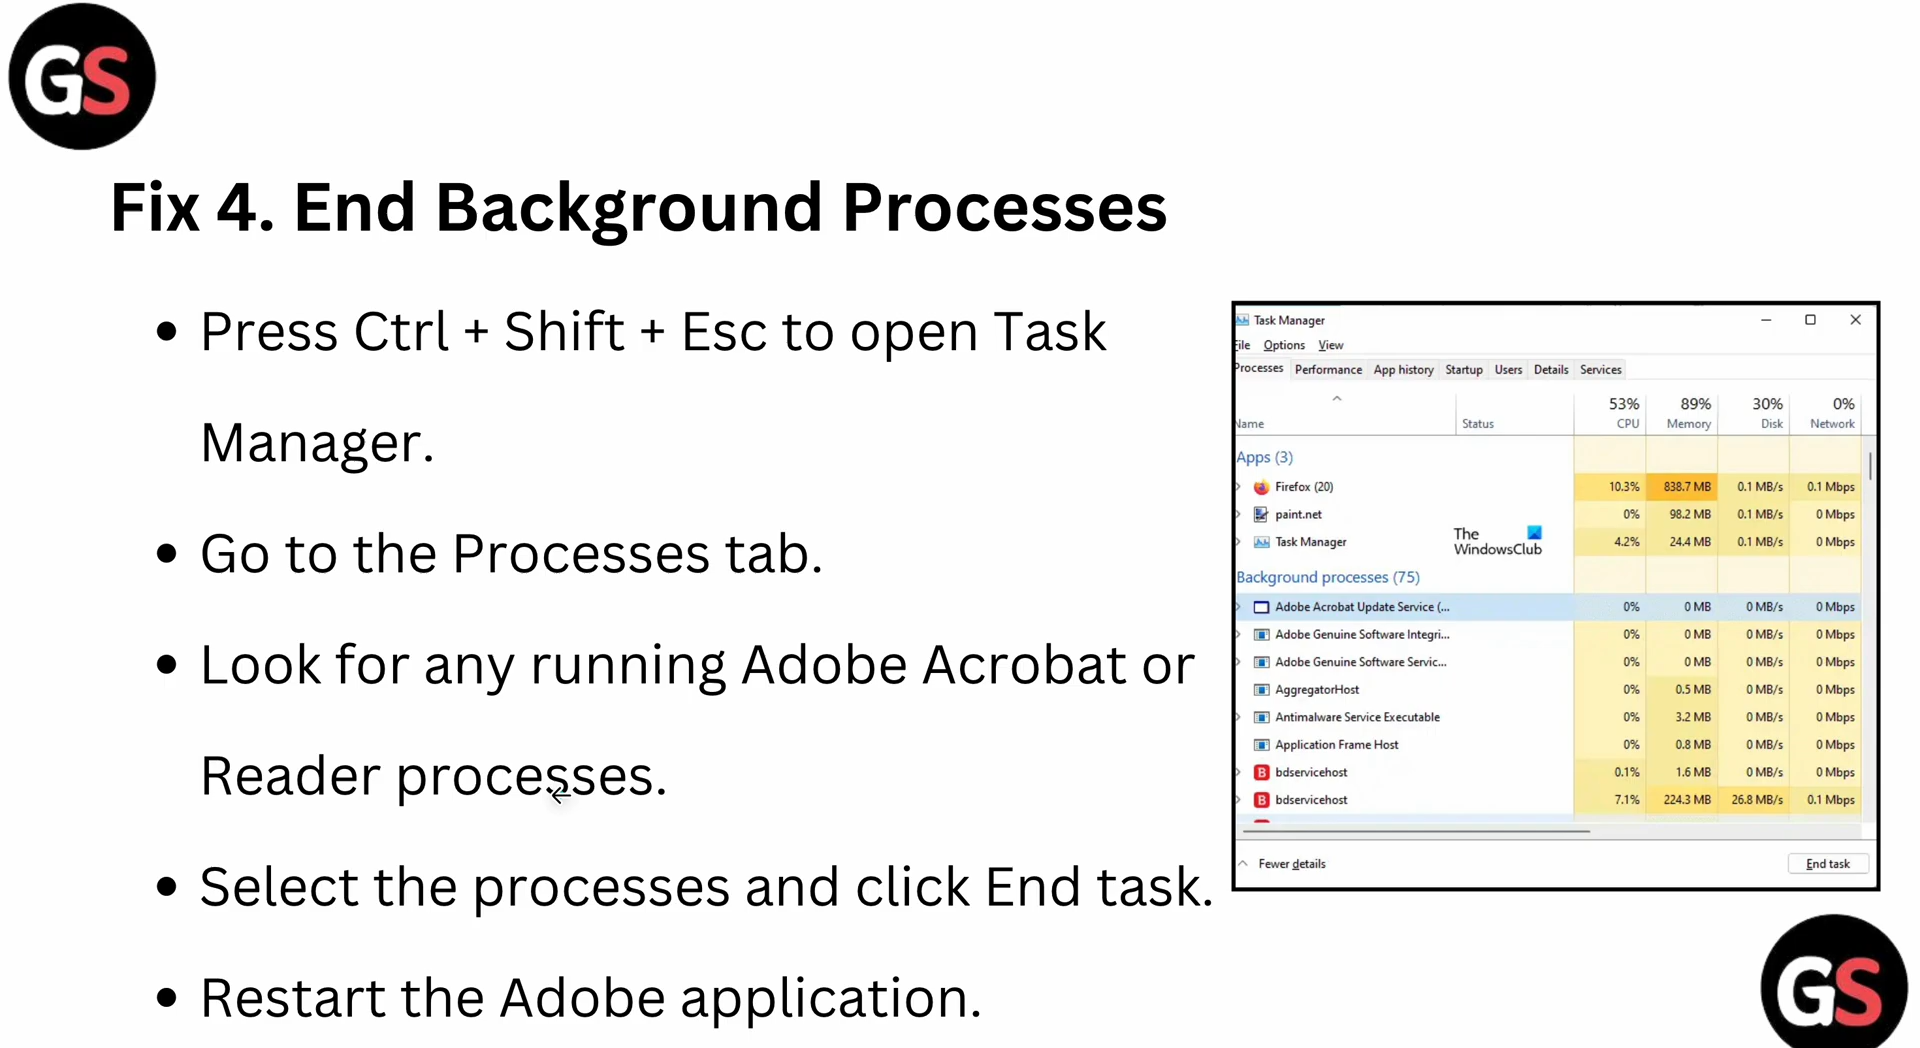 GS
Fix 4. End Background Processes
Press Ctrl + Shift + Esc to open Task
Manager.
Go to the Processes tab.
Look for any running Adobe Acrobat or
Reader processes.
Select the processes and click End task.
Restart the Adobe application.
Task Manager
File Options View
Processes Performance App history Startup Users Details Services
53% 89% 30% 0%
Name Status CPU Memory Disk Network
Apps (3)
Firefox (20) 10.3% 838.7 MB 0.1 MB/s 0.1 Mbps
paint.net 0% 98.2 MB 0.1 MB/s 0 Mbps
Task Manager 4.2% 24.4 MB 0.1 MB/s 0 Mbps
The
WindowsClub
Background processes (75)
Adobe Acrobat Update Service (... 0% 0 MB 0 MB/s 0 Mbps
Adobe Genuine Software Integri... 0% 0 MB 0 MB/s 0 Mbps
Adobe Genuine Software Servic... 0% 0 MB 0 MB/s 0 Mbps
AggregatorHost 0% 0.5 MB 0 MB/s 0 Mbps
Antimalware Service Executable 0% 3.2 MB 0 MB/s 0 Mbps
Application Frame Host 0% 0.8 MB 0 MB/s 0 Mbps
B bdservicehost 0.1% 1.6 MB 0 MB/s 0 Mbps
B bdservicehost 7.1% 224.3 MB 26.8 MB/s 0.1 Mbps
Fewer details End task
GS